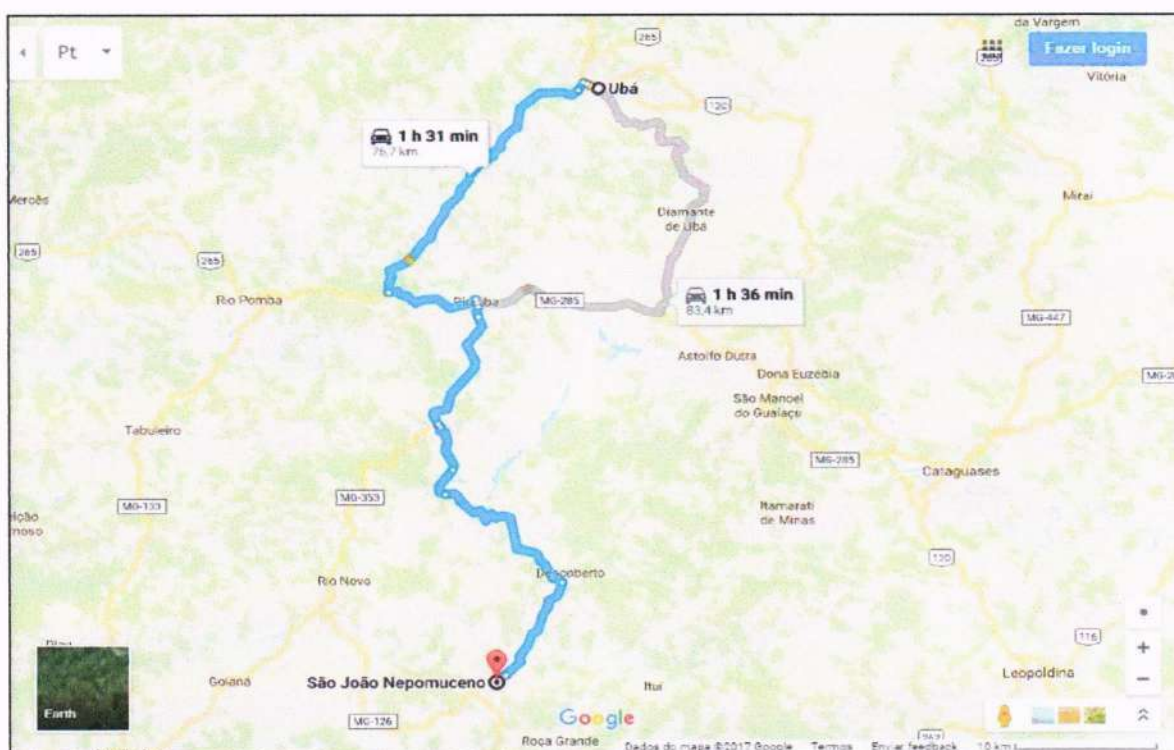 da Vargem
265
Pt
Fazer login
Vitória
Ubá
120
1 h 31 min
76,7 km
Mercês
Miraí
Diamante
de Ubá
265
265
Rio Pomba
MG-285
1 h 36 min
83,4 km
MG-447
Astolfo Dutra
Dona Euzébia
São Manoel
do Guaiaçu
Tabuleiro
MG-285
Cataguases
MG-353
MG-133
Itamarati
de Minas
120
Descoberto
Rio Novo
116
Leopoldina
Goianá
São João Nepomuceno
Ituí
Earth
MG-126
Google
Roça Grande
Dados do mapa ©2017 Google
Termos
Enviar feedback
10 km